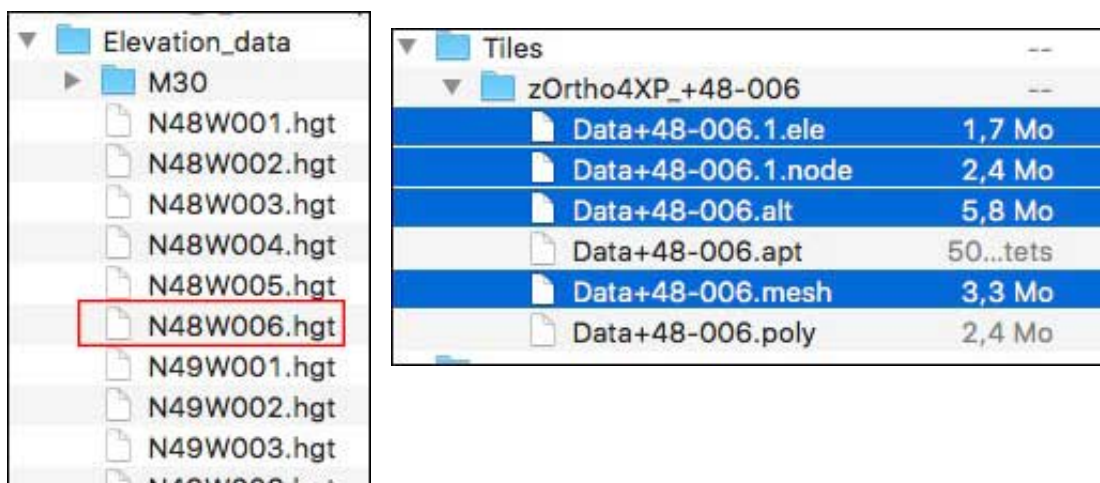 Elevation_data
M30
N48W001.hgt
N48W002.hgt
N48W003.hgt
N48W004.hgt
N48W005.hgt
N48W006.hgt
N49W001.hgt
N49W002.hgt
N49W003.hgt
Tiles --
zOrtho4XP_+48-006 --
Data+48-006.1.ele 1,7 Mo
Data+48-006.1.node 2,4 Mo
Data+48-006.alt 5,8 Mo
Data+48-006.apt 50...tets
Data+48-006.mesh 3,3 Mo
Data+48-006.poly 2,4 Mo